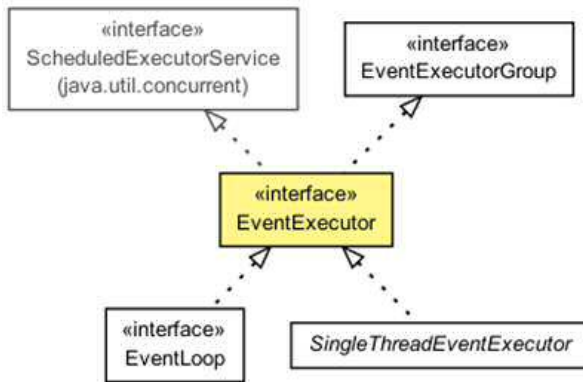 «interface»
ScheduledExecutorService
(java.util.concurrent)
«interface»
EventExecutorGroup
«interface»
EventExecutor
«interface»
EventLoop
SingleThreadEventExecutor